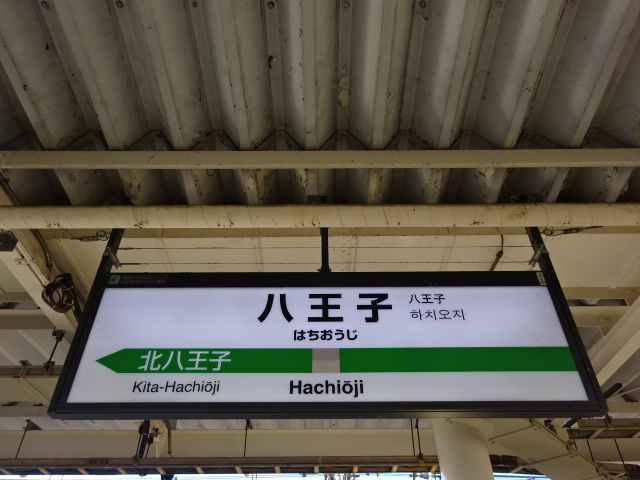 八王子
八王子
하치오지
はちおうじ
北八王子
Kita-Hachiōji
Hachiōji